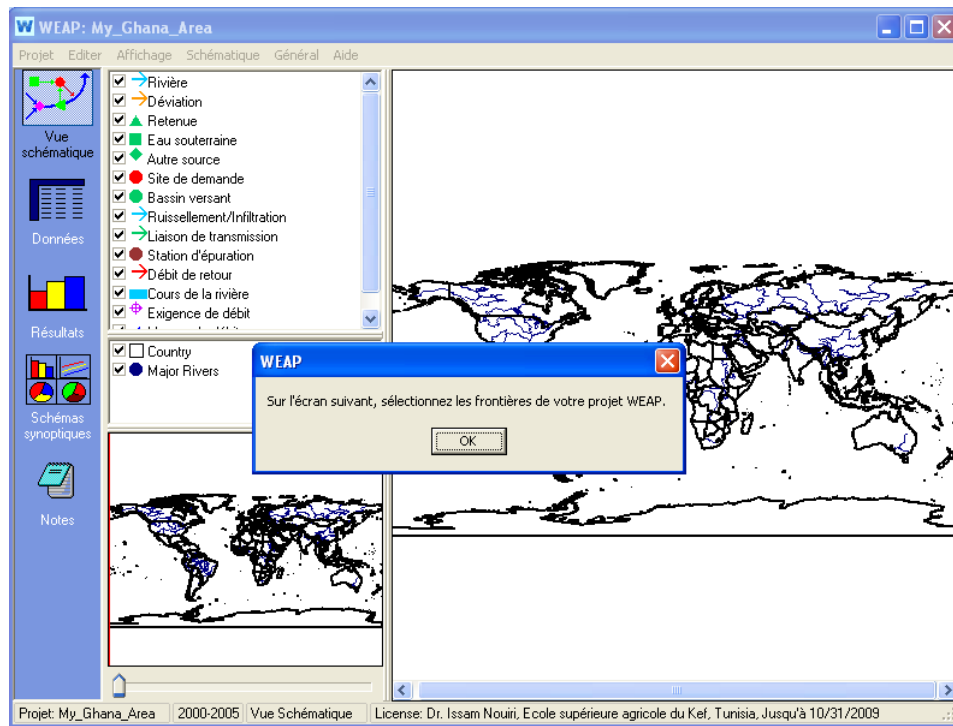 WEAP: My_Ghana_Area
Projet Editer Affichage Schématique Général Aide
Vue schématique
Données
Résultats
Schémas synoptiques
Notes
Rivière
Déviation
Retenue
Eau souterraine
Autre source
Site de demande
Bassin versant
Ruissellement/Infiltration
Liaison de transmission
Station d'épuration
Débit de retour
Cours de la rivière
Exigence de débit
Country
Major Rivers
WEAP
Sur l'écran suivant, sélectionnez les frontières de votre projet WEAP.
OK
Projet: My_Ghana_Area 2000-2005 Vue Schématique License: Dr. Issam Nouiri, Ecole supérieure agricole du Kef, Tunisia, Jusqu'à 10/31/2009